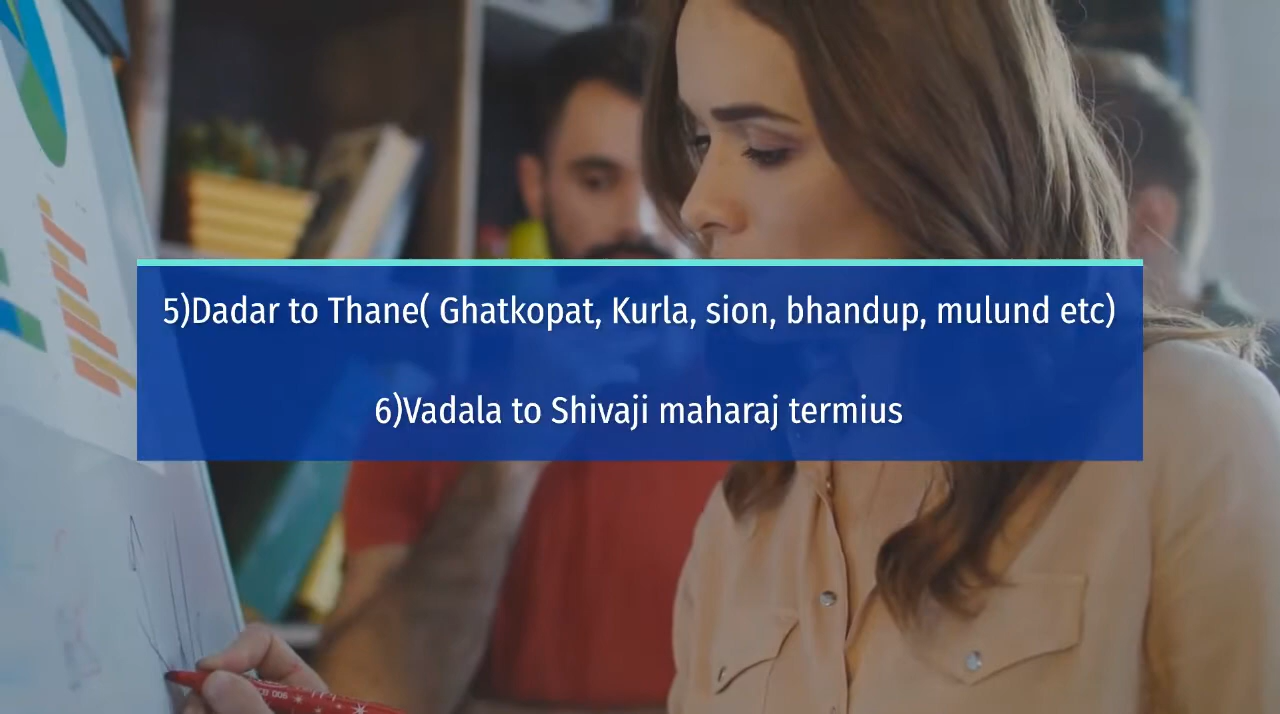 5)Dadar to Thane( Ghatkopat, Kurla, sion, bhandup, mulund etc)
6)Vadala to Shivaji maharaj termius